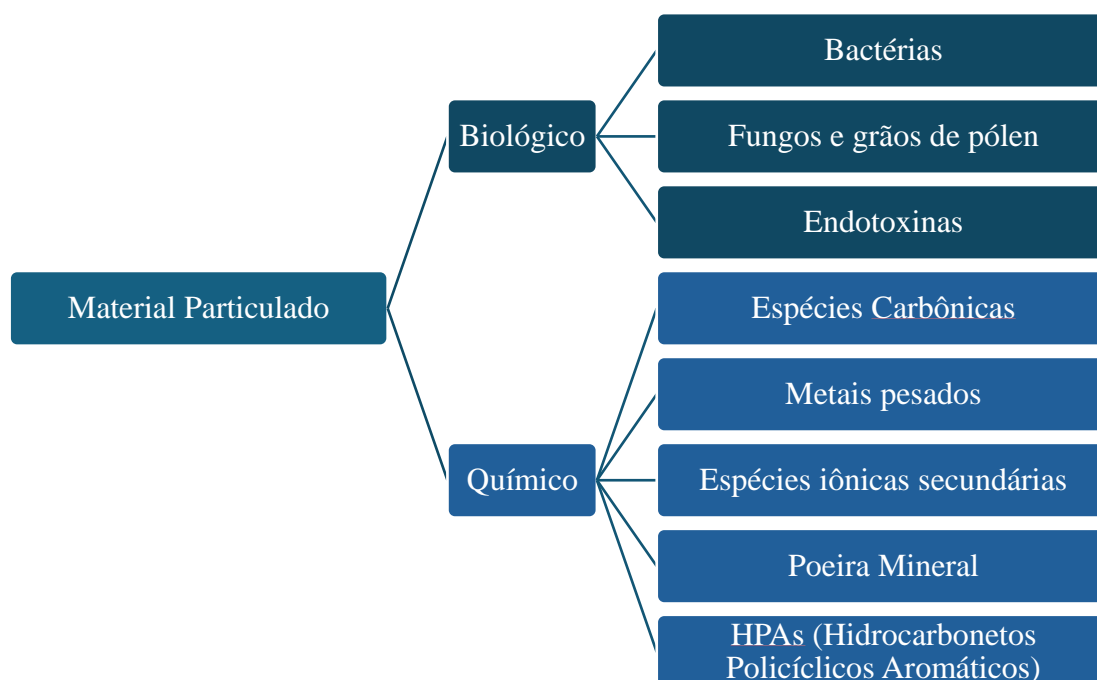 Material Particulado
Biológico
Bactérias
Fungos e grãos de pólen
Endotoxinas
Químico
Espécies Carbônicas
Metais pesados
Espécies iônicas secundárias
Poeira Mineral
HPAs (Hidrocarbonetos
Policíclicos Aromáticos)